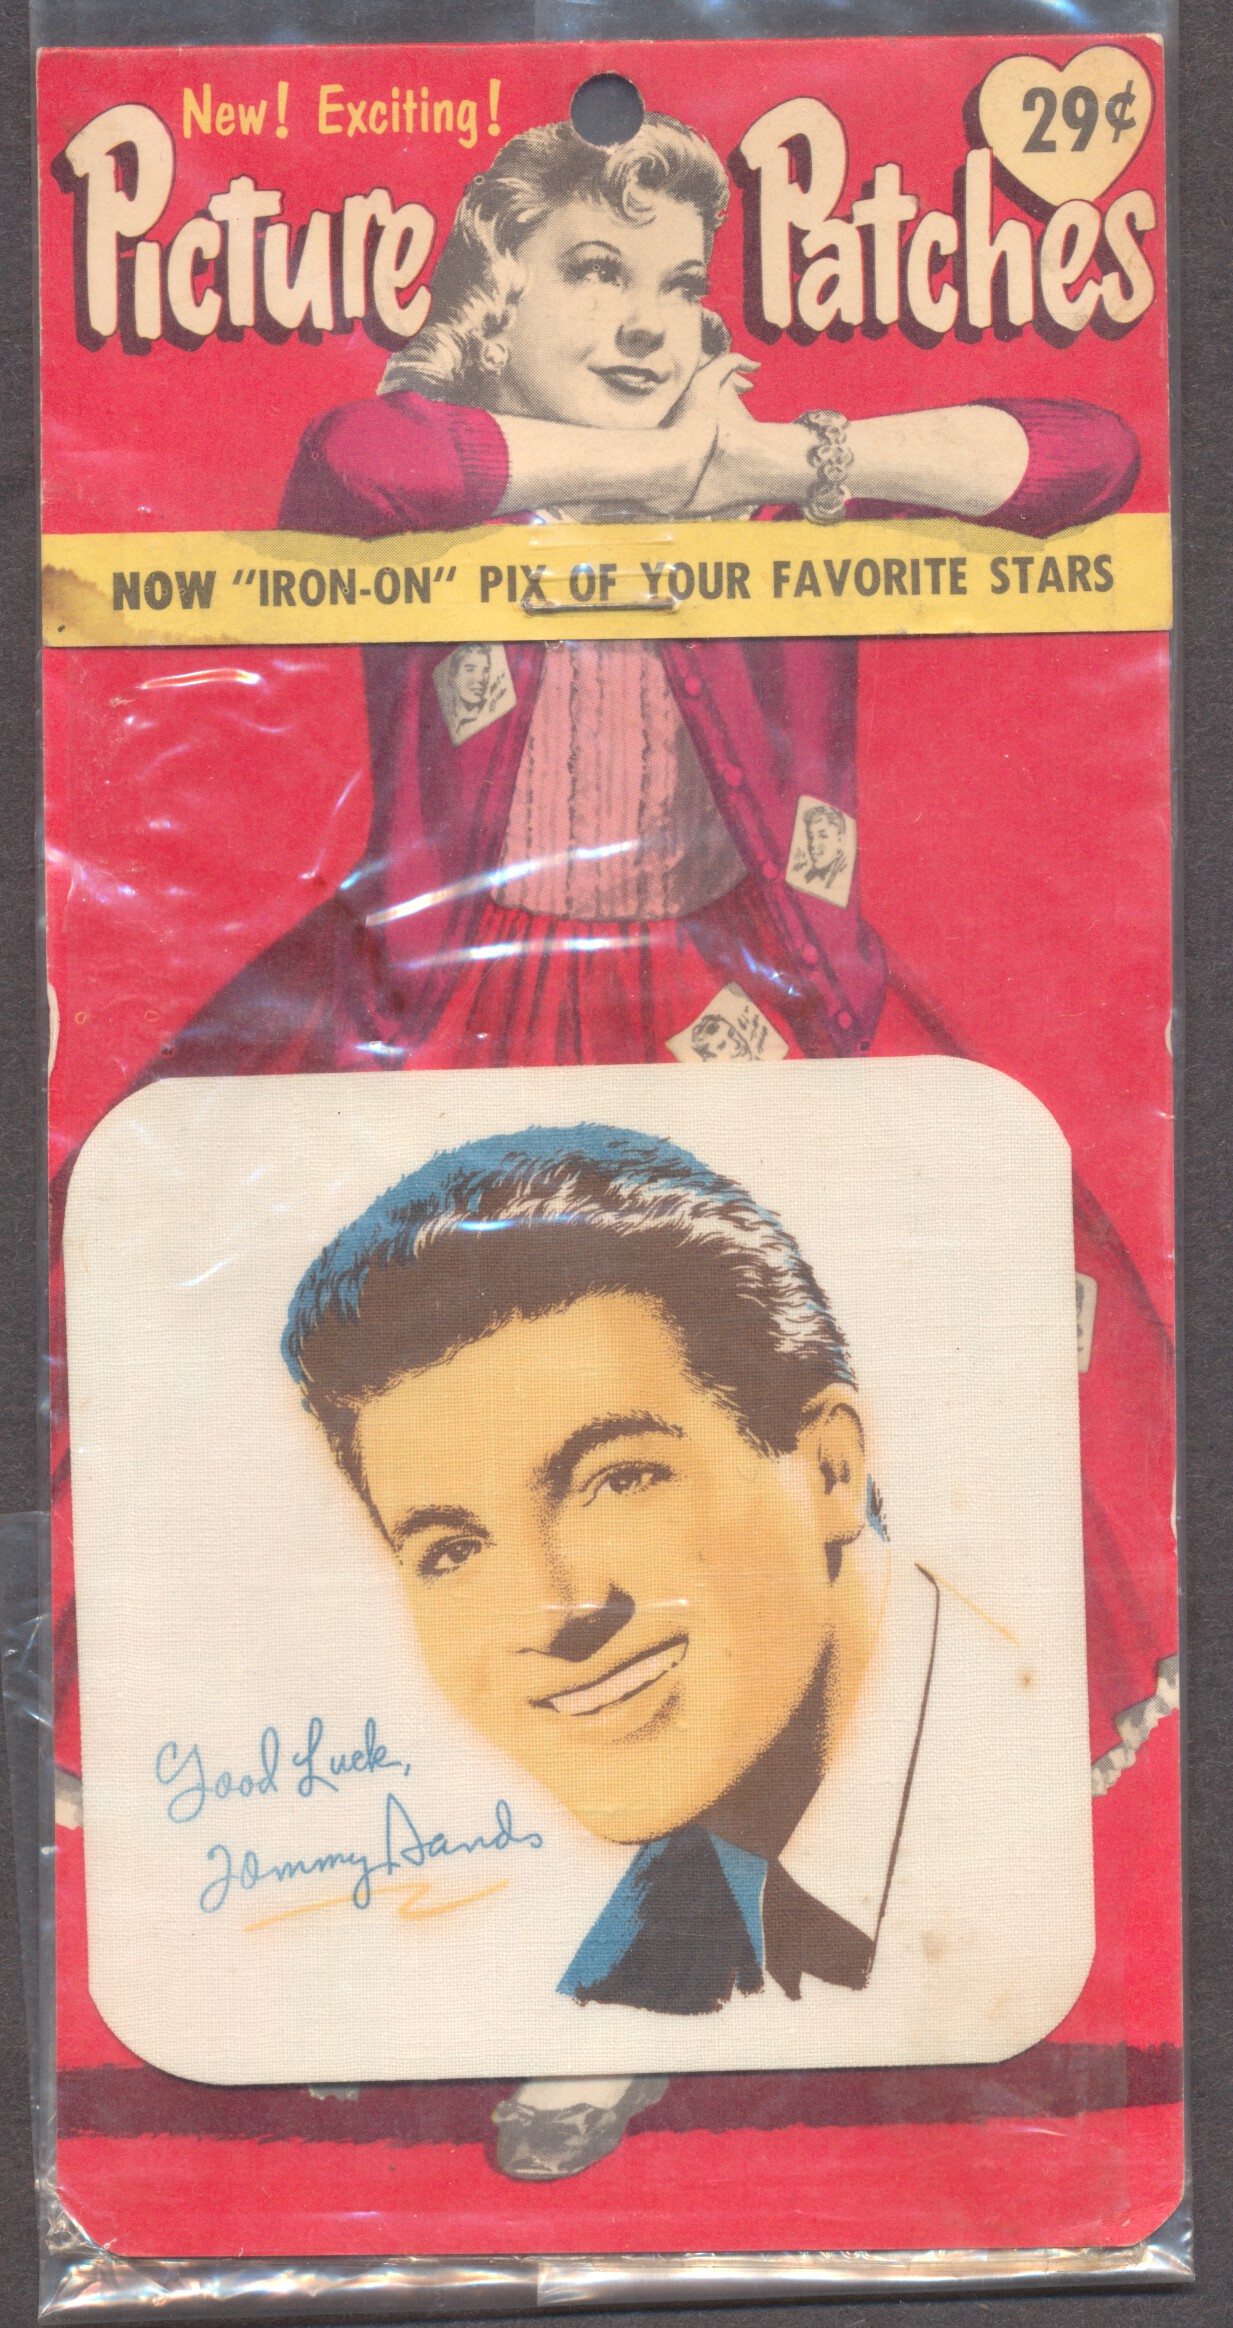 New! Exciting!
29¢
Picture Patches
NOW "IRON-ON" PIX OF YOUR FAVORITE STARS
Good Luck,
Tommy Sands